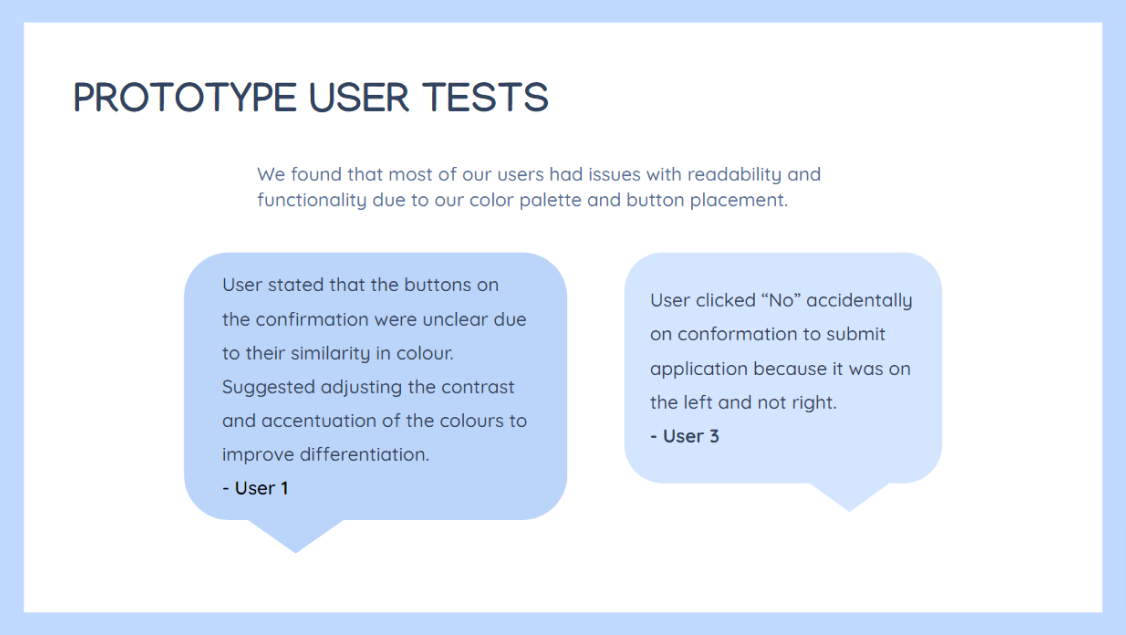 PROTOTYPE USER TESTS
We found that most of our users had issues with readability and
functionality due to our color palette and button placement.
User stated that the buttons on
the confirmation were unclear due
to their similarity in colour.
Suggested adjusting the contrast
and accentuation of the colours to
improve differentiation.
- User 1
User clicked “No” accidentally
on conformation to submit
application because it was on
the left and not right.
- User 3